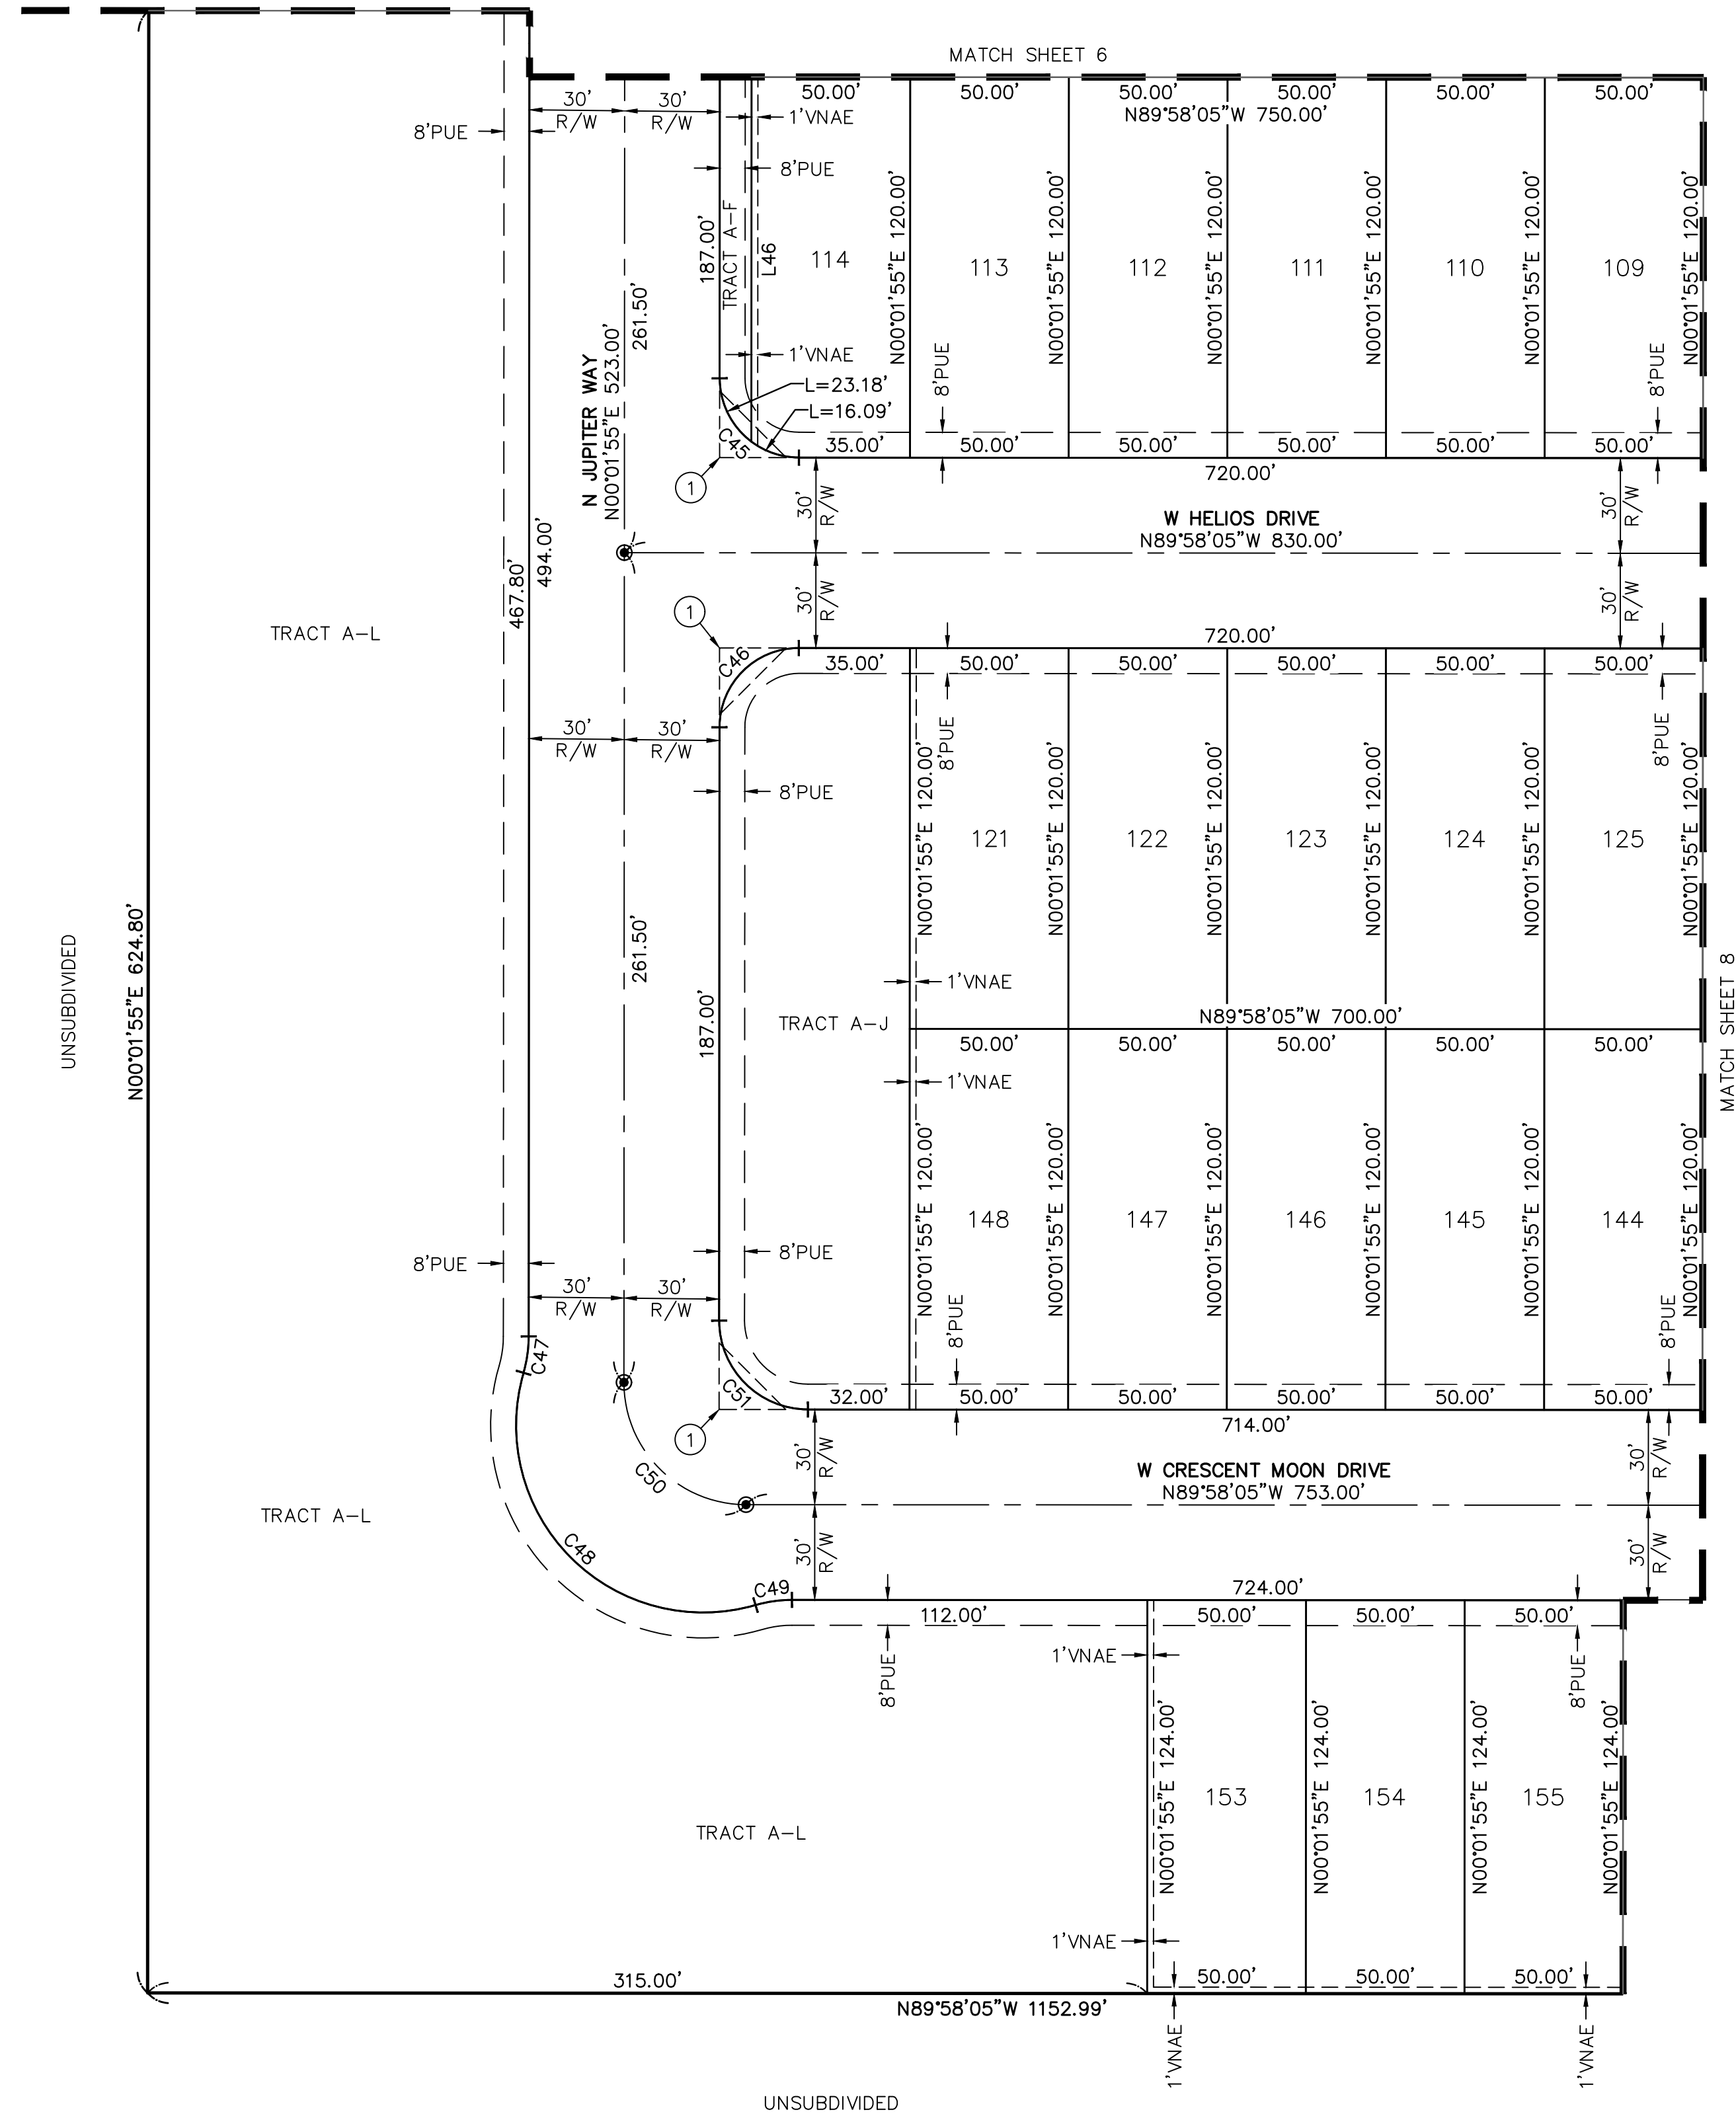 MATCH SHEET 6
30' 30'
R/W R/W
8'PUE
1'VNAE
8'PUE
50.00' 50.00' 50.00' 50.00' 50.00' 50.00'
N89°58'05"W 750.00'
187.00'
TRACT A-F
L46
114 113 112 111 110 109
N00°01'55"E 120.00'
N00°01'55"E 120.00'
N00°01'55"E 120.00'
N00°01'55"E 120.00'
N00°01'55"E 120.00'
N00°01'55"E 120.00'
261.50'
N JUPITER WAY
N00°01'55"E 523.00'
1'VNAE
L=23.18'
L=16.09'
8'PUE
8'PUE
C45
1
35.00' 50.00' 50.00' 50.00' 50.00' 50.00'
720.00'
30'
R/W
30'
R/W
W HELIOS DRIVE
N89°58'05"W 830.00'
467.80'
494.00'
30'
R/W
30'
R/W
1
TRACT A-L
720.00'
C46
35.00' 50.00' 50.00' 50.00' 50.00' 50.00'
30' 30'
R/W R/W
8'PUE
8'PUE
8'PUE
121 122 123 124 125
N00°01'55"E 120.00'
N00°01'55"E 120.00'
N00°01'55"E 120.00'
N00°01'55"E 120.00'
N00°01'55"E 120.00'
N00°01'55"E 120.00'
UNSUBDIVIDED
N00°01'55"E 624.80'
261.50'
187.00'
1'VNAE
TRACT A-J
N89°58'05"W 700.00'
50.00' 50.00' 50.00' 50.00' 50.00'
1'VNAE
MATCH SHEET 8
148 147 146 145 144
N00°01'55"E 120.00'
N00°01'55"E 120.00'
N00°01'55"E 120.00'
N00°01'55"E 120.00'
N00°01'55"E 120.00'
N00°01'55"E 120.00'
8'PUE
8'PUE
30' 30'
R/W R/W
8'PUE
8'PUE
C47
C51
1
32.00' 50.00' 50.00' 50.00' 50.00' 50.00'
714.00'
30'
R/W
30'
R/W
C50
W CRESCENT MOON DRIVE
N89°58'05"W 753.00'
TRACT A-L
C48
30'
R/W
30'
R/W
C49
724.00'
112.00' 50.00' 50.00' 50.00'
1'VNAE
8'PUE
8'PUE
N00°01'55"E 124.00'
N00°01'55"E 124.00'
N00°01'55"E 124.00'
N00°01'55"E 124.00'
153 154 155
TRACT A-L
1'VNAE
315.00' 50.00' 50.00' 50.00'
N89°58'05"W 1152.99'
1'VNAE
1'VNAE
UNSUBDIVIDED